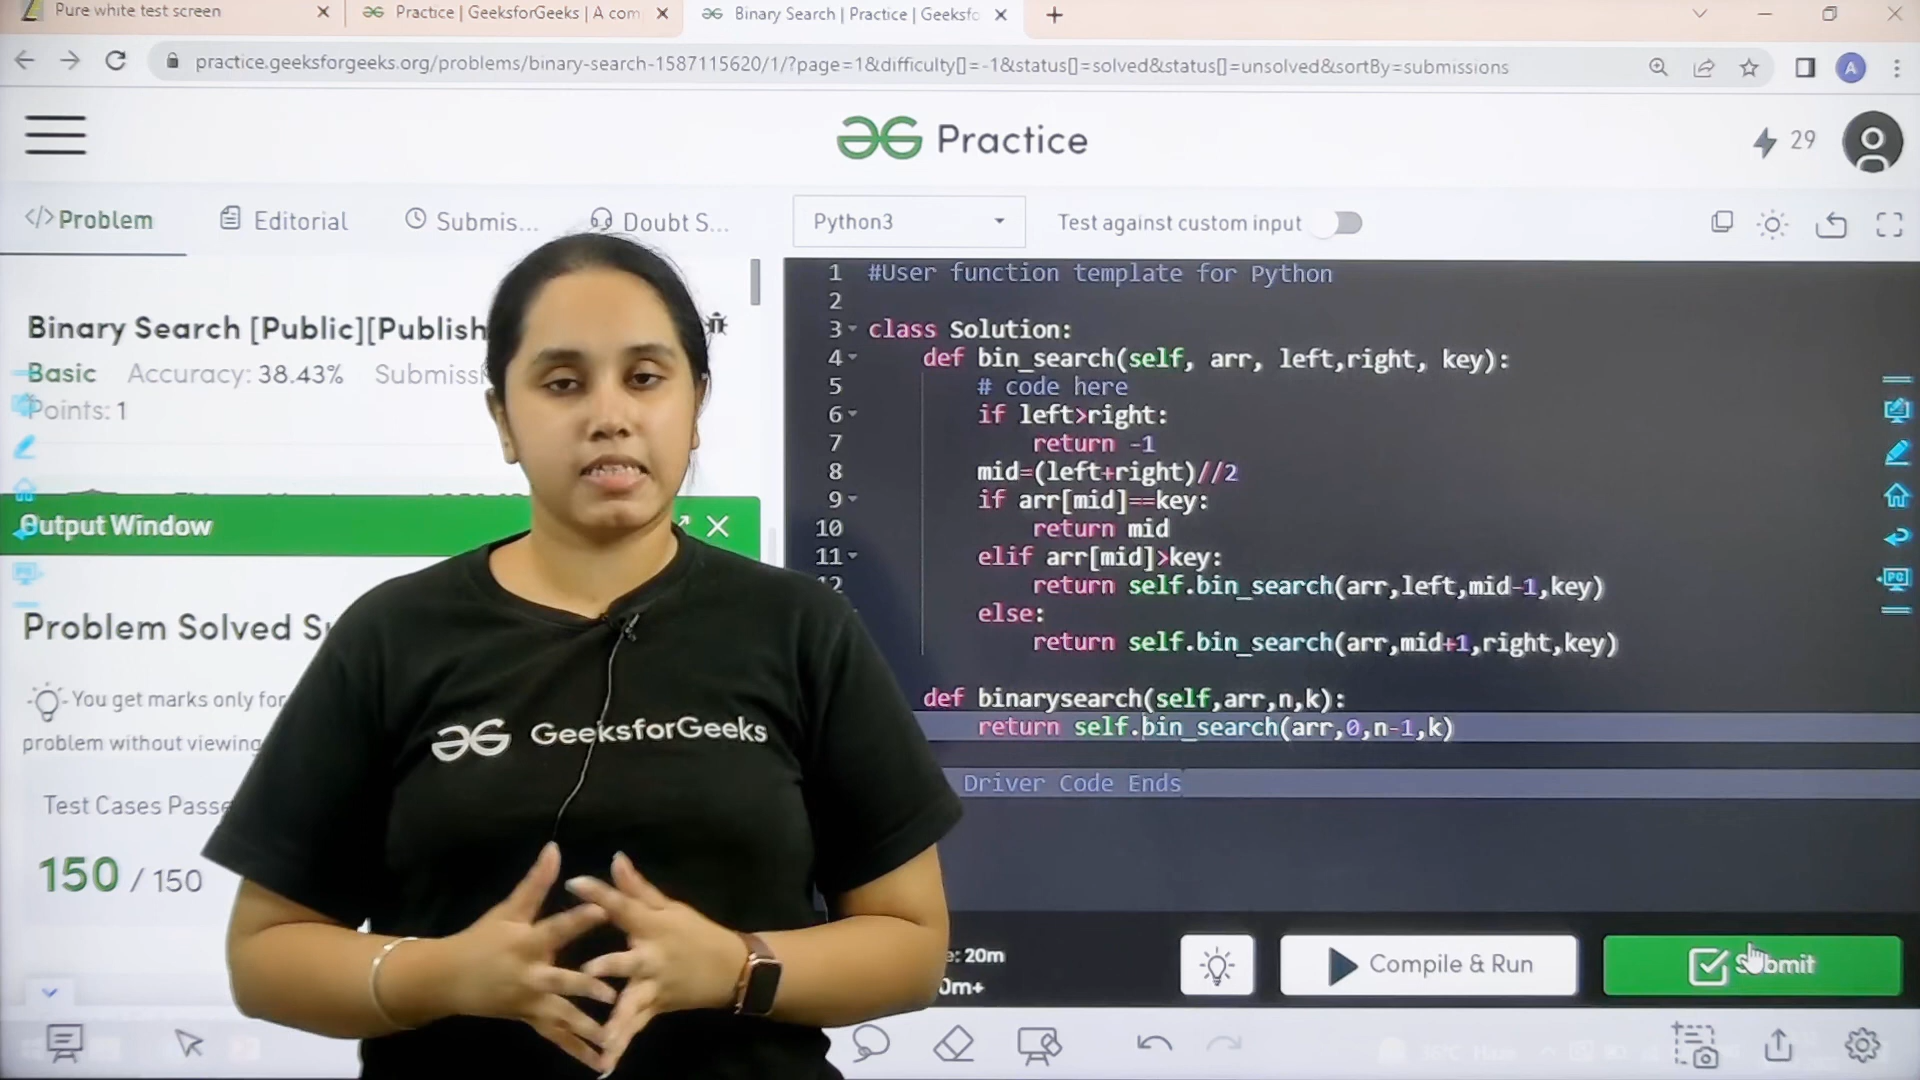 Pure white test screen
Practice | GeeksforGeeks | A com
Binary Search | Practice | Geeksfo
practice.geeksforgeeks.org/problems/binary-search-1587115620/1/?page=1&difficulty[]=-1&status[]=solved&status[]=unsolved&sortBy=submissions
A
Practice
29
</>Problem
Editorial
Submis...
Doubt S...
Python3
Test against custom input
Binary Search [Public][Publish
Basic Accuracy: 38.43% Submissi
Points: 1
Output Window
Problem Solved S
You get marks only for
problem without viewing
Test Cases Passe
150 / 150
1 #User function template for Python
2
3 class Solution:
4 def bin_search(self, arr, left,right, key):
5 # code here
6 if left>right:
7 return -1
8 mid=(left+right)//2
9 if arr[mid]==key:
10 return mid
11 elif arr[mid]>key:
12 return self.bin_search(arr,left,mid-1,key)
else:
return self.bin_search(arr,mid+1,right,key)
def binarysearch(self,arr,n,k):
return self.bin_search(arr,0,n-1,k)
Driver Code Ends
GeeksforGeeks
e: 20m
0m+
Compile & Run
Submit